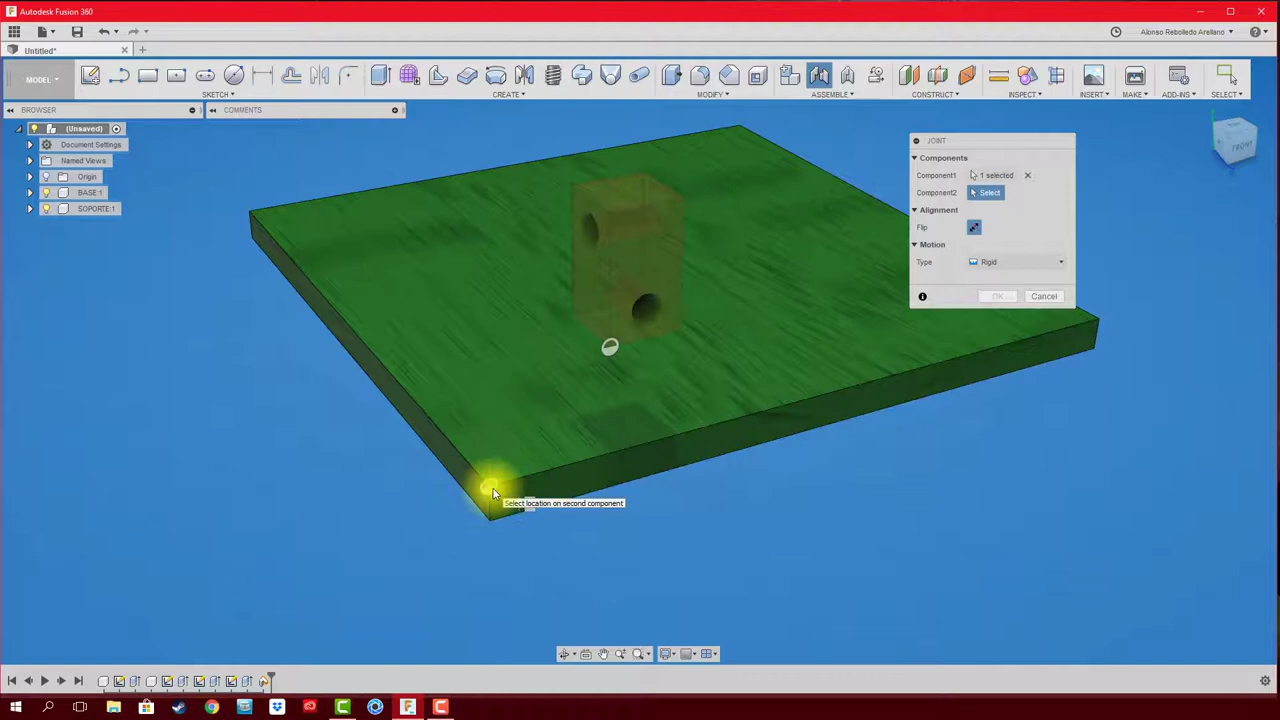 Autodesk Fusion 360
Alonso Rebolledo Arellano
Untitled*
MODEL
SKETCH
CREATE
MODIFY
ASSEMBLE
CONSTRUCT
INSPECT
INSERT
MAKE
ADD-INS
SELECT
BROWSER
COMMENTS
(Unsaved)
Document Settings
Named Views
Origin
BASE:1
SOPORTE:1
JOINT
Components
Component1 1 selected
Component2 Select
Alignment
Flip
Motion
Type Rigid
OK Cancel
FRONT
Select location on second component